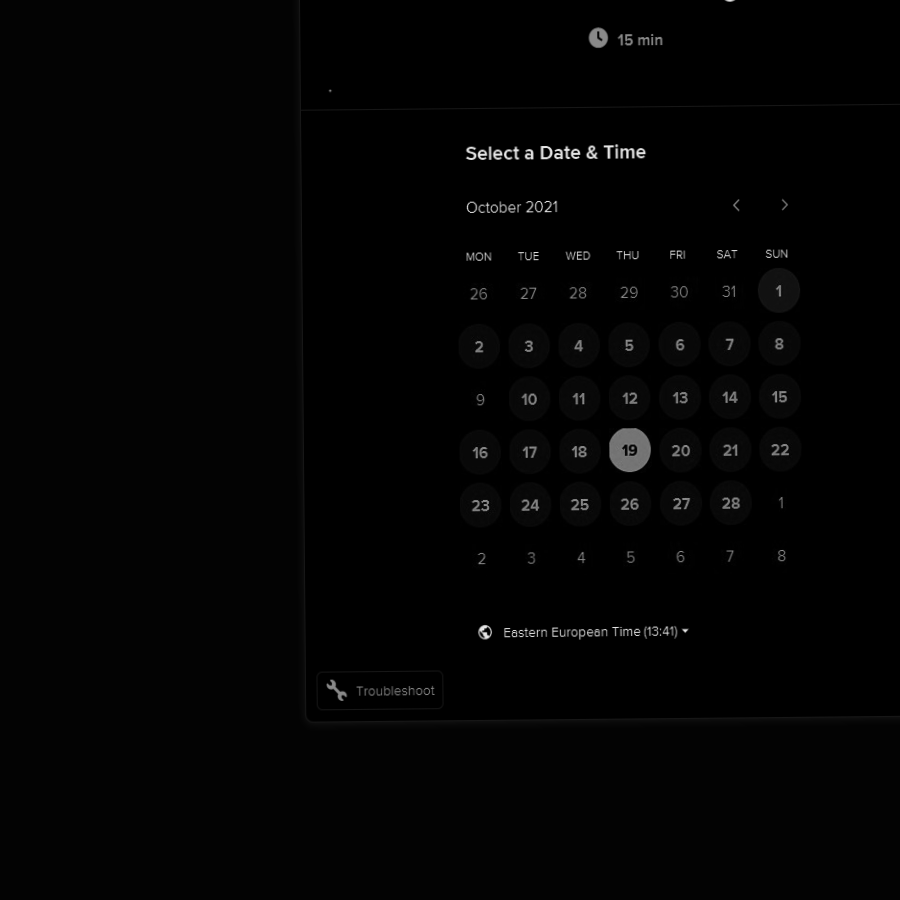 15 min
Select a Date & Time
October 2021
MON TUE WED THU FRI SAT SUN
26 27 28 29 30 31 1
2 3 4 5 6 7 8
9 10 11 12 13 14 15
16 17 18 19 20 21 22
23 24 25 26 27 28 1
2 3 4 5 6 7 8
Eastern European Time (13:41)
Troubleshoot